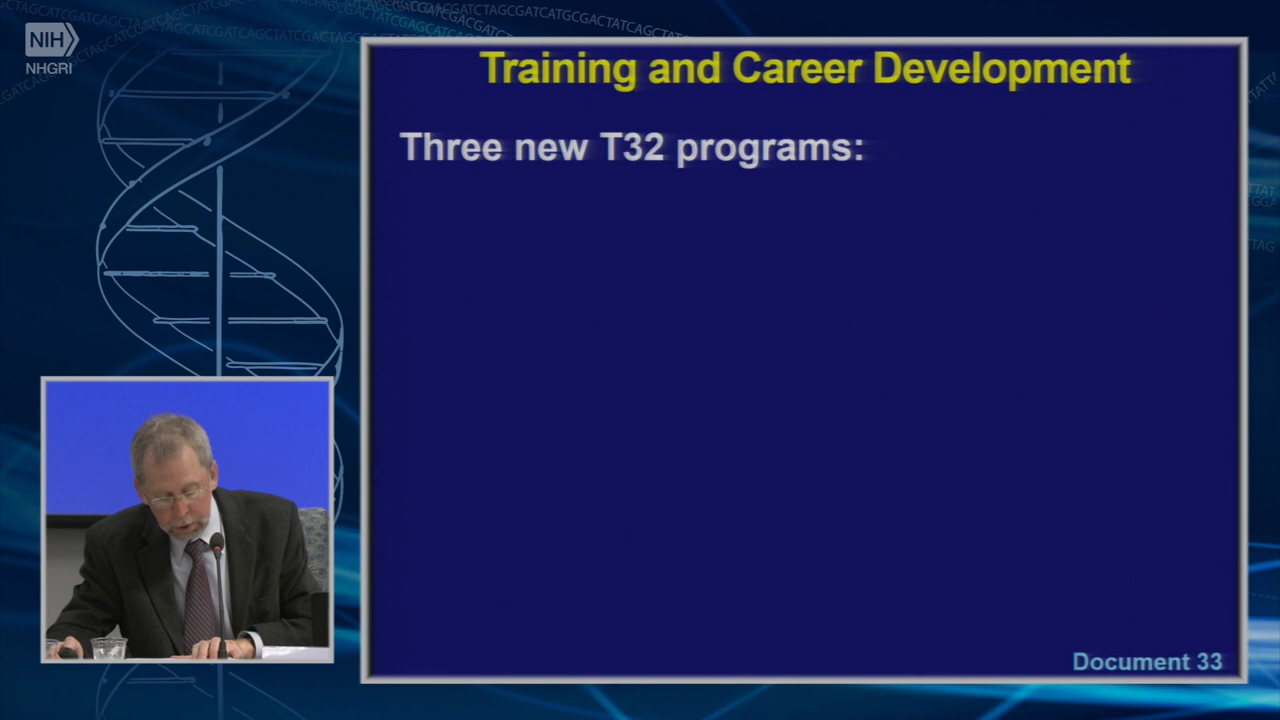 NIH
NHGRI
Training and Career Development
Three new T32 programs:
Document 33